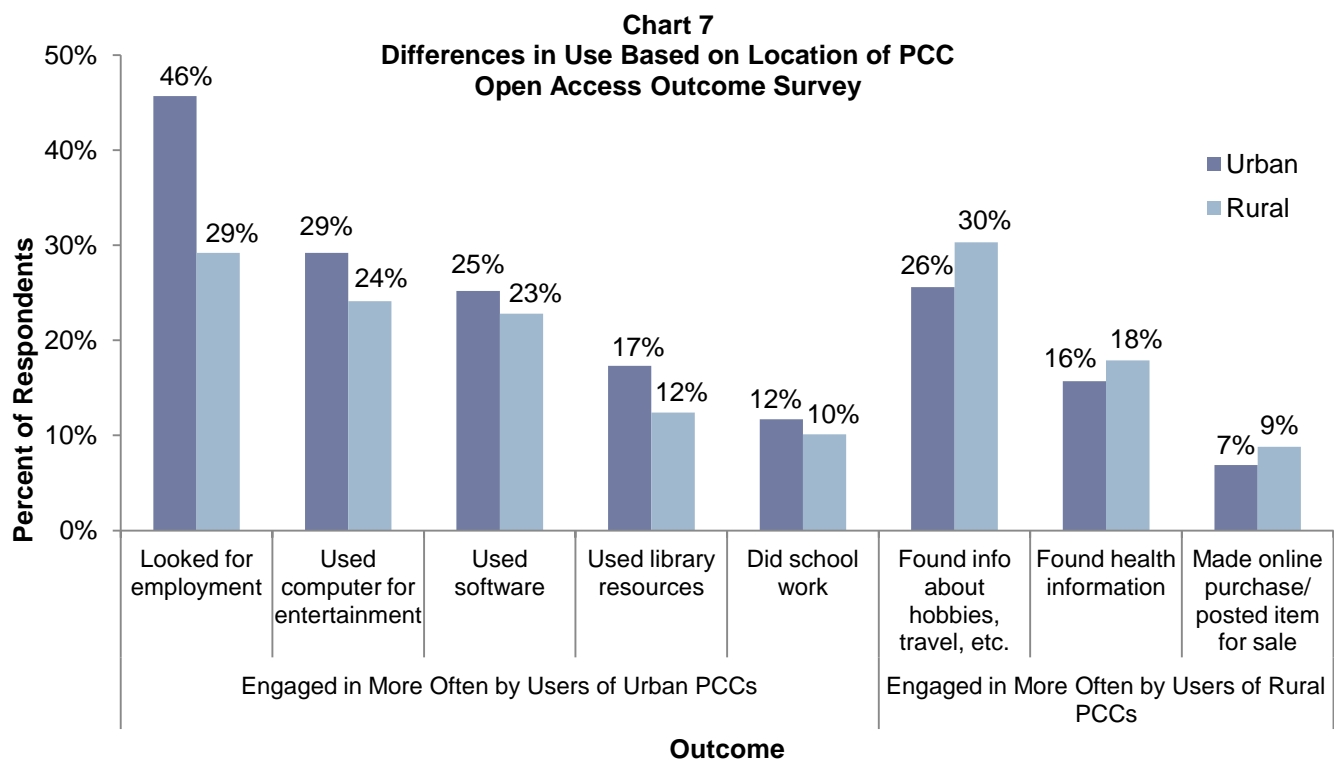 Chart 7
Differences in Use Based on Location of PCC
Open Access Outcome Survey
Percent of Respondents
50%
40%
30%
20%
10%
0%
Urban
Rural
46%
29%
29%
24%
25%
23%
17%
12%
12%
10%
26%
30%
16%
18%
7%
9%
Looked for
employment
Used
computer for
entertainment
Used
software
Used library
resources
Did school
work
Found info
about
hobbies,
travel, etc.
Found health
information
Made online
purchase/
posted item
for sale
Engaged in More Often by Users of Urban PCCs
Engaged in More Often by Users of Rural
PCCs
Outcome